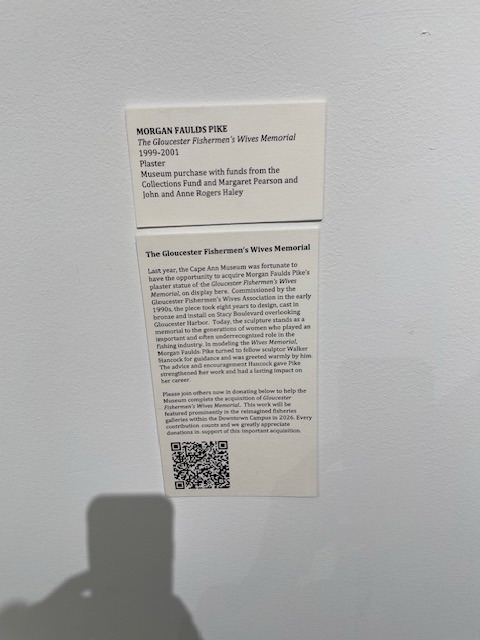 MORGAN FAULDS PIKE
The Gloucester Fishermen's Wives Memorial
1999-2001
Plaster
Museum purchase with funds from the
Collections Fund and Margaret Pearson and
John and Anne Rogers Haley
The Gloucester Fishermen's Wives Memorial
Last year, the Cape Ann Museum was fortunate to
have the opportunity to acquire Morgan Faulds Pike's
plaster statue of the Gloucester Fishermen's Wives
Memorial, on display here. Commissioned by the
Gloucester Fishermen's Wives Association in the early
1990s, the piece took eight years to design, cast in
bronze and install on Stacy Boulevard overlooking
Gloucester Harbor. Today, the sculpture stands as a
memorial to the generations of women who played an
important and often underrecognized role in the
fishing industry. In modeling the Wives Memorial,
Morgan Faulds Pike turned to fellow sculptor Walker
Hancock for guidance and was greeted warmly by him.
The advice and encouragement Hancock gave Pike
strengthened her work and had a lasting impact on
her career.
Please join others now in donating below to help the
Museum complete the acquisition of Gloucester
Fishermen's Wives Memorial. This work will be
featured prominently in the reimagined fisheries
galleries within the Downtown Campus in 2026. Every
contribution counts and we greatly appreciate
donations in support of this important acquisition.